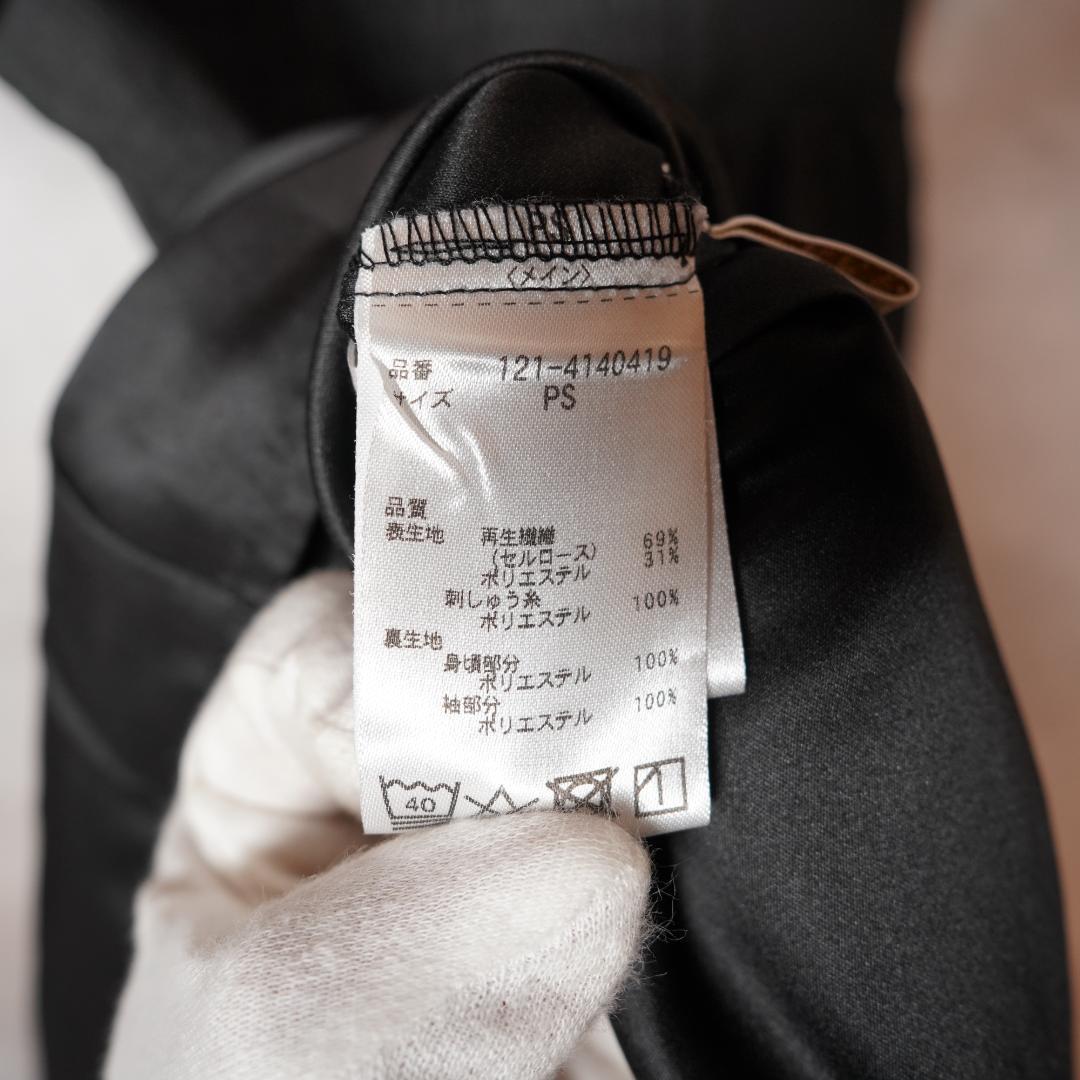 PS
〈メイン〉
品番 121-4140419
サイズ PS
品質
表生地 再生繊維 69%
(セルロース) 31%
ポリエステル
刺しゅう糸 100%
ポリエステル
裏生地
身頃部分 100%
ポリエステル
袖部分 100%
ポリエステル
40